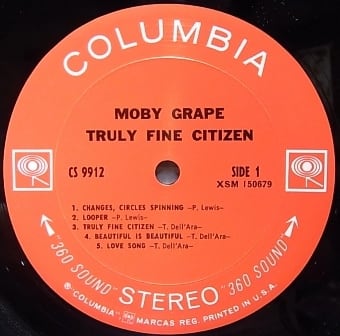 COLUMBIA
MOBY GRAPE
TRULY FINE CITIZEN
CS 9912
SIDE 1
XSM 150679
1. CHANGES, CIRCLES SPINNING -P. Lewis-
2. LOOPER -P. Lewis-
3. TRULY FINE CITIZEN -T. Dell'Ara-
4. BEAUTIFUL IS BEAUTIFUL -T. Dell'Ara-
5. LOVE SONG -T. Dell'Ara-
"360 SOUND" STEREO "360 SOUND"
® "COLUMBIA" MARCAS REG. PRINTED IN U.S.A.